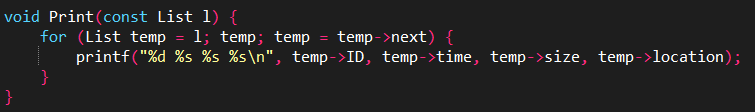 void Print(const List l) {
    for (List temp = l; temp; temp = temp->next) {
        printf("%d %s %s %s\n", temp->ID, temp->time, temp->size, temp->location);
    }
}